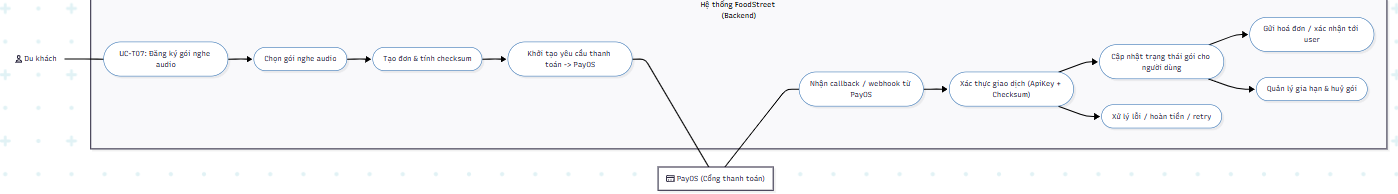 Hệ thống FoodStreet
(Backend)
Du khách
UC-T07: Đăng ký gói nghe
audio
Chọn gói nghe audio
Tạo đơn & tính checksum
Khởi tạo yêu cầu thanh
toán -> PayOS
PayOS (Cổng thanh toán)
Nhận callback / webhook từ
PayOS
Xác thực giao dịch (ApiKey +
Checksum)
Cập nhật trạng thái gói cho
người dùng
Gửi hoá đơn / xác nhận tới
user
Quản lý gia hạn & huỷ gói
Xử lý lỗi / hoàn tiền / retry